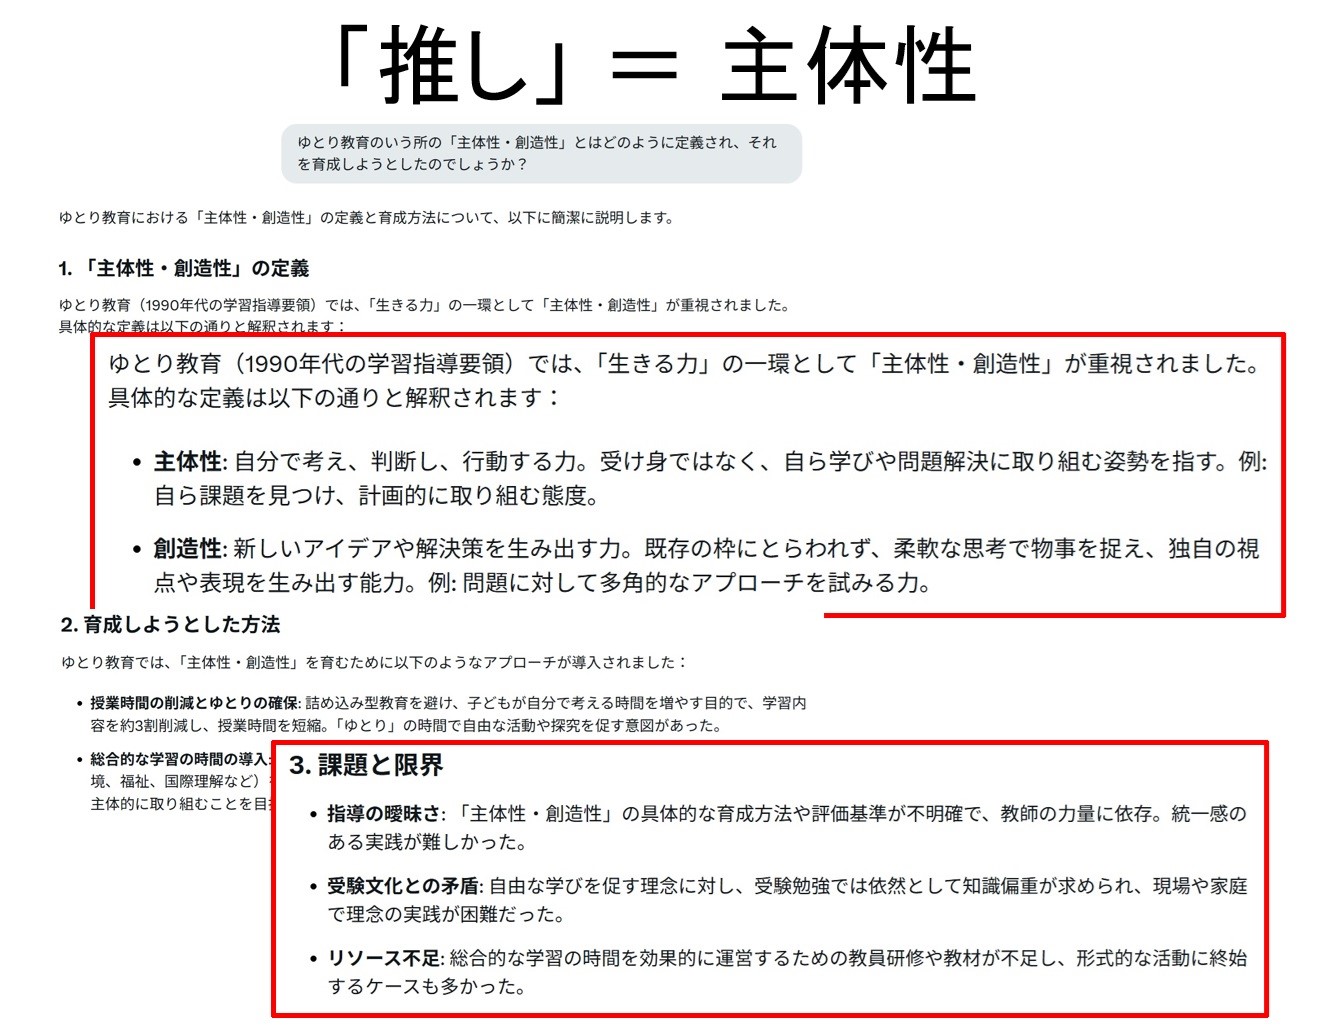 「推し」＝ 主体性
ゆとり教育のいう所の「主体性・創造性」とはどのように定義され、それ
を育成しようとしたのでしょうか？
ゆとり教育における「主体性・創造性」の定義と育成方法について、以下に簡潔に説明します。
1. 「主体性・創造性」の定義
ゆとり教育（1990年代の学習指導要領）では、「生きる力」の一環として「主体性・創造性」が重視されました。
具体的な定義は以下の通りと解釈されます：
ゆとり教育（1990年代の学習指導要領）では、「生きる力」の一環として「主体性・創造性」が重視されました。
具体的な定義は以下の通りと解釈されます：
• 主体性: 自分で考え、判断し、行動する力。受け身ではなく、自ら学びや問題解決に取り組む姿勢を指す。例:
自ら課題を見つけ、計画的に取り組む態度。
• 創造性: 新しいアイデアや解決策を生み出す力。既存の枠にとらわれず、柔軟な思考で物事を捉え、独自の視
点や表現を生み出す能力。例: 問題に対して多角的なアプローチを試みる力。
2. 育成しようとした方法
ゆとり教育では、「主体性・創造性」を育むために以下のようなアプローチが導入されました：
• 授業時間の削減とゆとりの確保: 詰め込み型教育を避け、子どもが自分で考える時間を増やす目的で、学習内
容を約3割削減し、授業時間を短縮。「ゆとり」の時間で自由な活動や探究を促す意図があった。
• 総合的な学習の時間の導入:
境、福祉、国際理解など）
主体的に取り組むことを目
3. 課題と限界
• 指導の曖昧さ: 「主体性・創造性」の具体的な育成方法や評価基準が不明確で、教師の力量に依存。統一感の
ある実践が難しかった。
• 受験文化との矛盾: 自由な学びを促す理念に対し、受験勉強では依然として知識偏重が求められ、現場や家庭
で理念の実践が困難だった。
• リソース不足: 総合的な学習の時間を効果的に運営するための教員研修や教材が不足し、形式的な活動に終始
するケースも多かった。